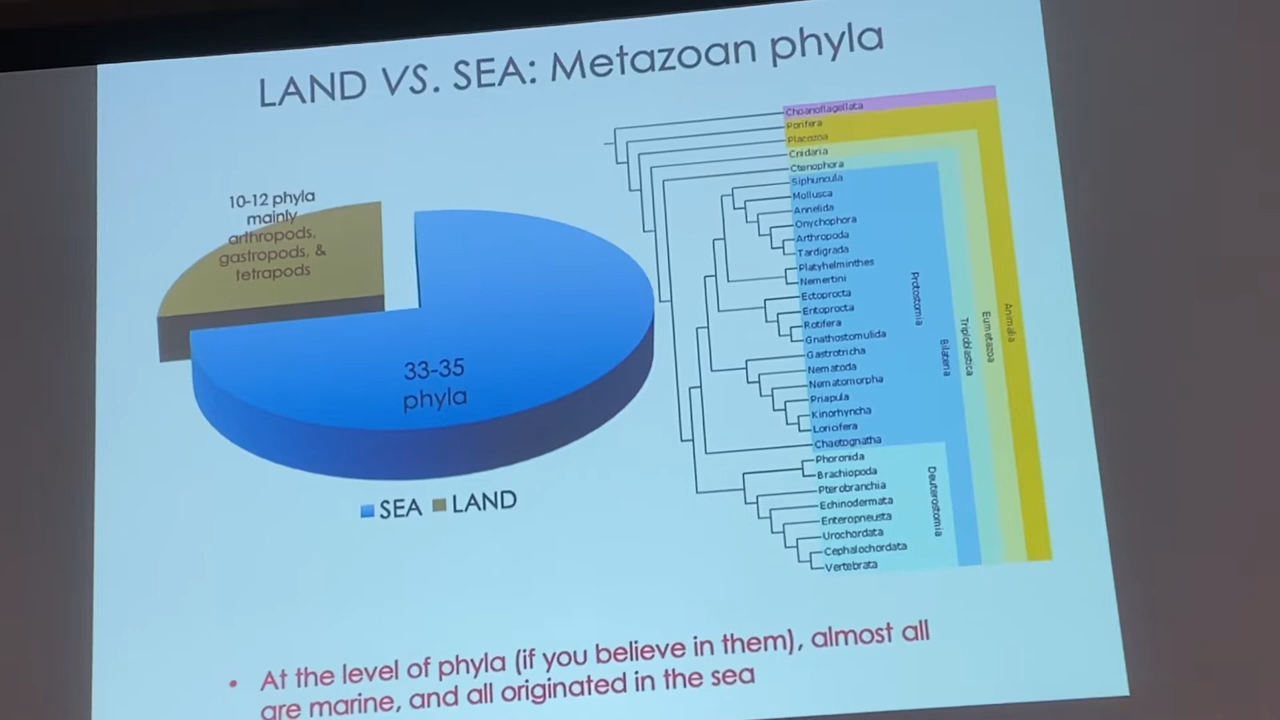 LAND VS. SEA: Metazoan phyla
10-12 phyla
mainly
arthropods,
gastropods, &
tetrapods
33-35
phyla
SEA LAND
Choanoflagellata
Porifera
Placozoa
Cnidaria
Ctenophora
Siphuncula
Mollusca
Annelida
Onychophora
Arthropoda
Tardigrada
Platyhelminthes
Nemertini
Ectoprocta
Entoprocta
Rotifera
Gnathostomulida
Gastrotricha
Nematoda
Nematomorpha
Priapula
Kinorhyncha
Loricifera
Chaetognatha
Phoronida
Brachiopoda
Pterobranchia
Echinodermata
Enteropneusta
Urochordata
Cephalochordata
Vertebrata
Protostomia
Deuterostomia
Bilateria
Triploblastica
Eumetazoa
Animalia
• At the level of phyla (if you believe in them), almost all
are marine, and all originated in the sea